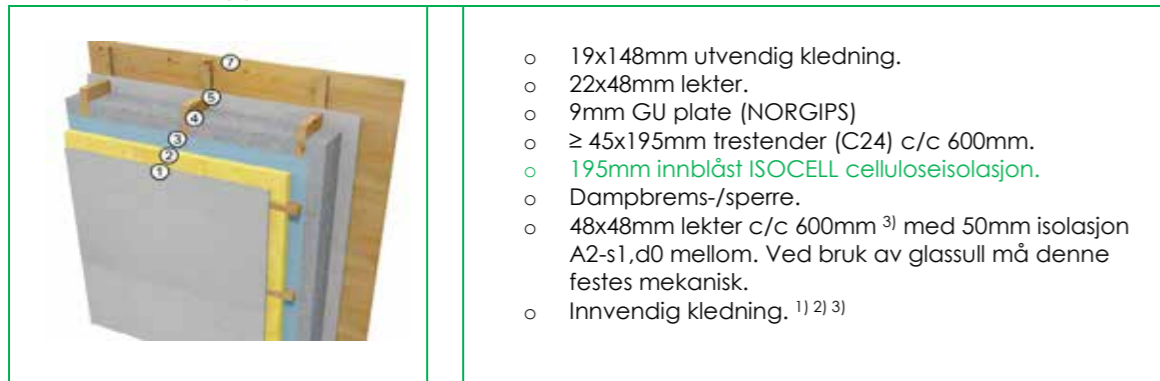 7
5
4
3
2
1
o 19x148mm utvendig kledning.
o 22x48mm lekter.
o 9mm GU plate (NORGIPS)
o ≥ 45x195mm trestender (C24) c/c 600mm.
o 195mm innblåst ISOCELL celluloseisolasjon.
o Dampbrems-/sperre.
o 48x48mm lekter c/c 600mm 3) med 50mm isolasjon
A2-s1,d0 mellom. Ved bruk av glassull må denne
festes mekanisk.
o Innvendig kledning. 1) 2) 3)